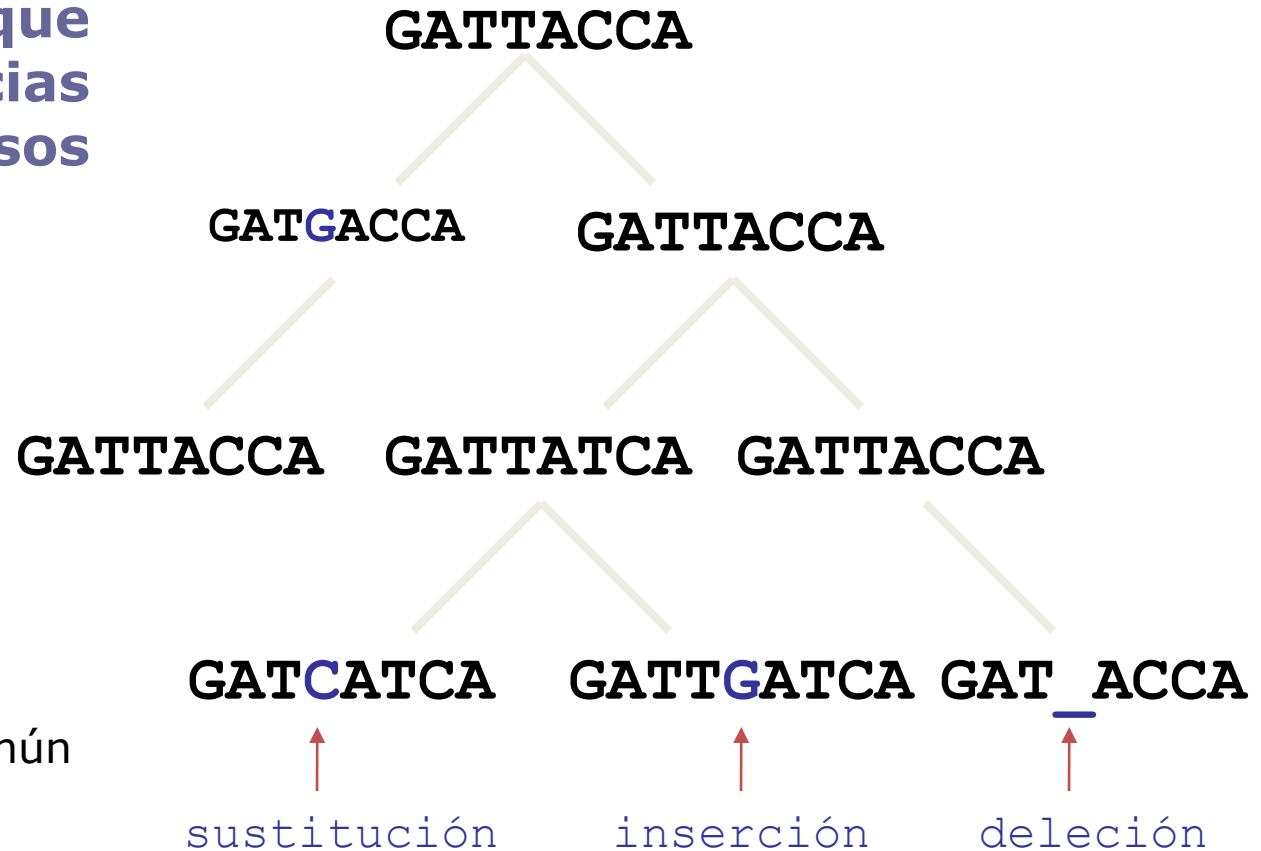 que
cias
sos
GATTACCA
GATGACCA GATTACCA
GATTACCA GATTATCA GATTACCA
GATCATCA GATTGATCA GAT_ACCA
nún
sustitución inserción deleción